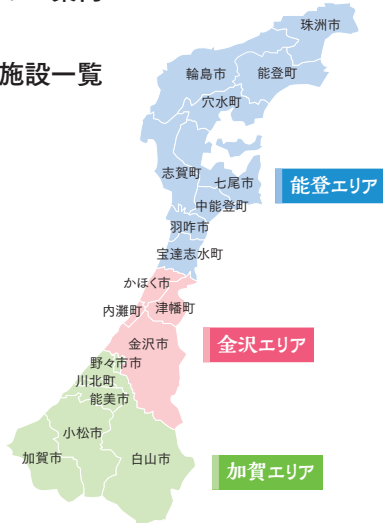 施設一覧
珠洲市
輪島市
能登町
穴水町
志賀町
七尾市
中能登町
能登エリア
羽咋市
宝達志水町
かほく市
内灘町
津幡町
金沢市
金沢エリア
野々市市
川北町
能美市
小松市
加賀市
白山市
加賀エリア